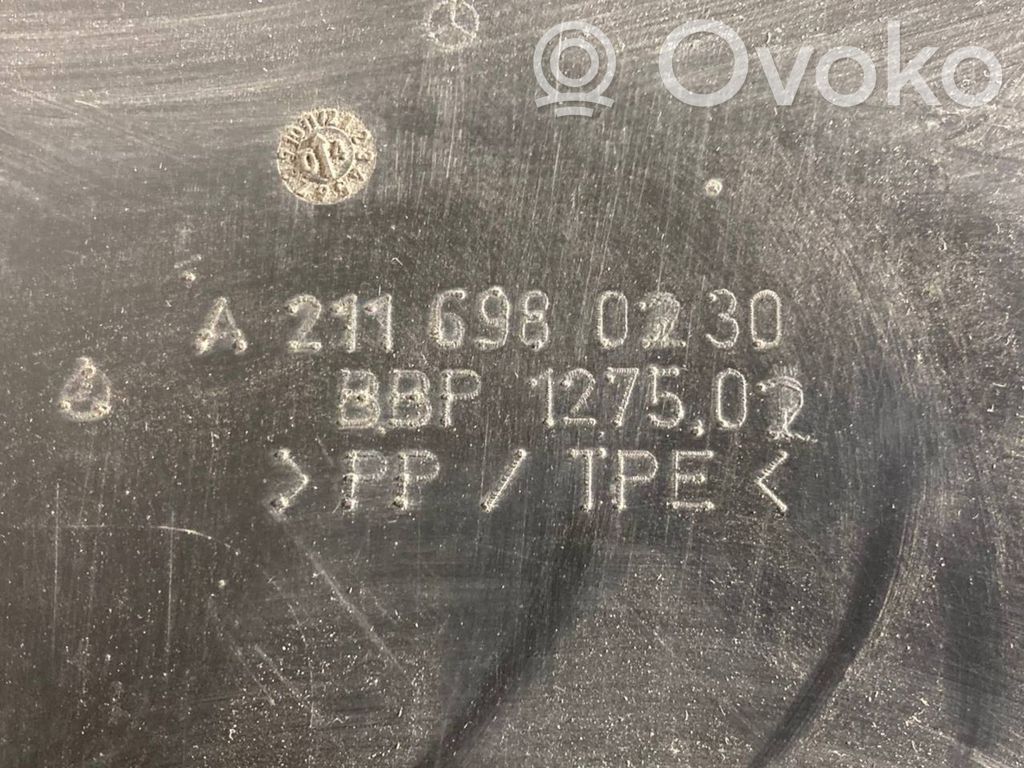 Ovoko
A 211 698 02 30
BBP 1275,02
>PP / TPE<